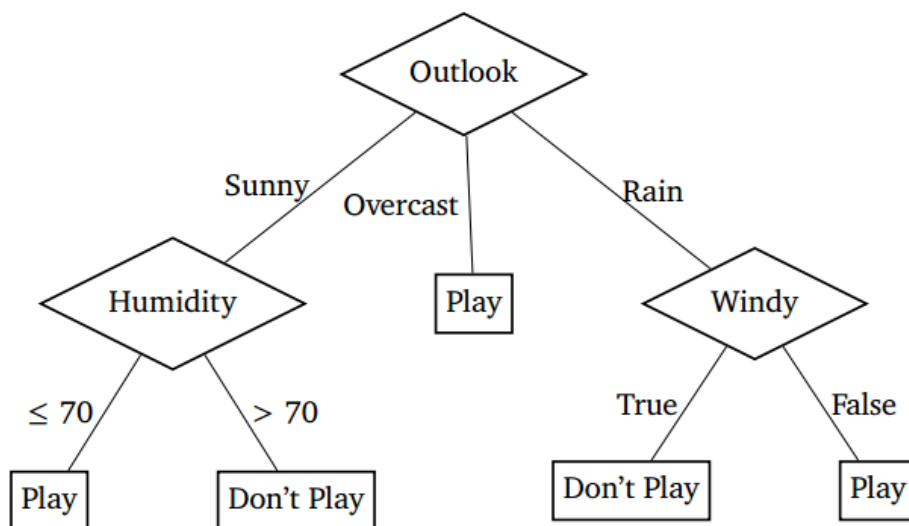 Outlook
Sunny
Overcast
Rain
Humidity
Play
Windy
≤ 70
> 70
True
False
Play
Don't Play
Don't Play
Play